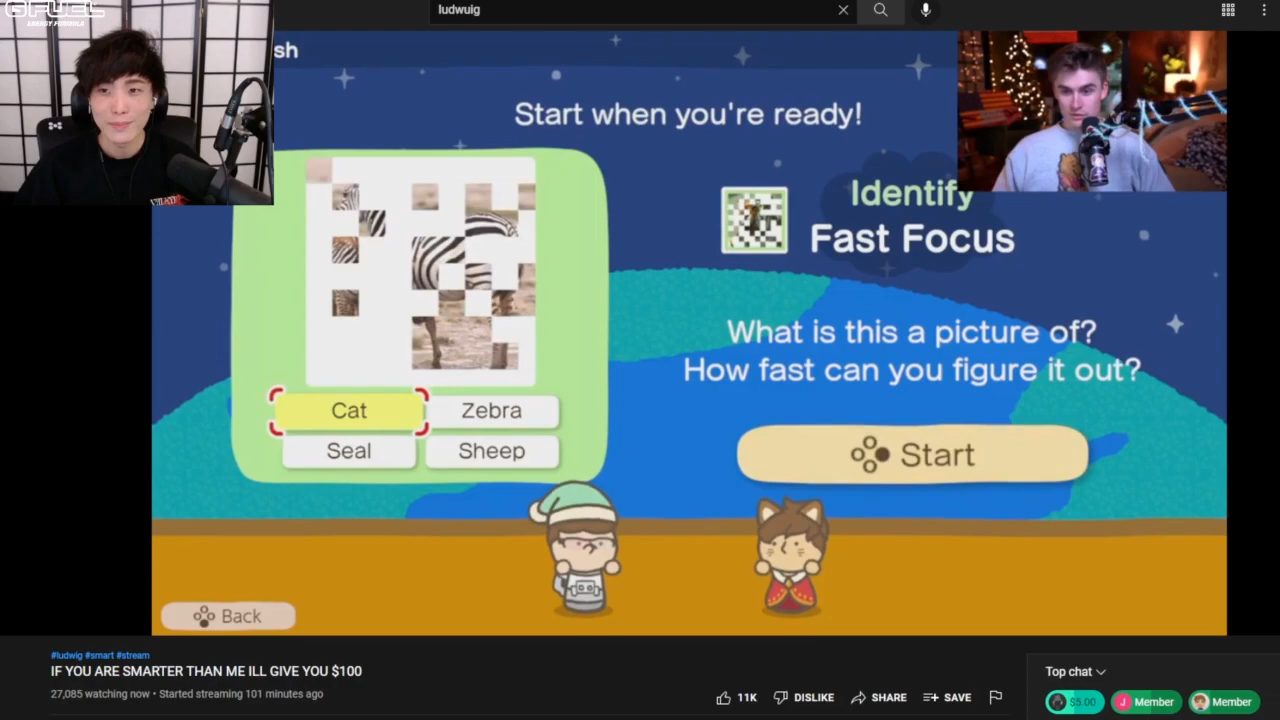 GFUEL
ENERGY FORMULA
ludwuig
sh
Start when you're ready!
Identify
Fast Focus
What is this a picture of?
How fast can you figure it out?
Cat
Zebra
Seal
Sheep
Start
Back
#ludwig #smart #stream
IF YOU ARE SMARTER THAN ME ILL GIVE YOU $100
27,085 watching now • Started streaming 101 minutes ago
11K
DISLIKE
SHARE
SAVE
Top chat
$5.00
J Member
Member